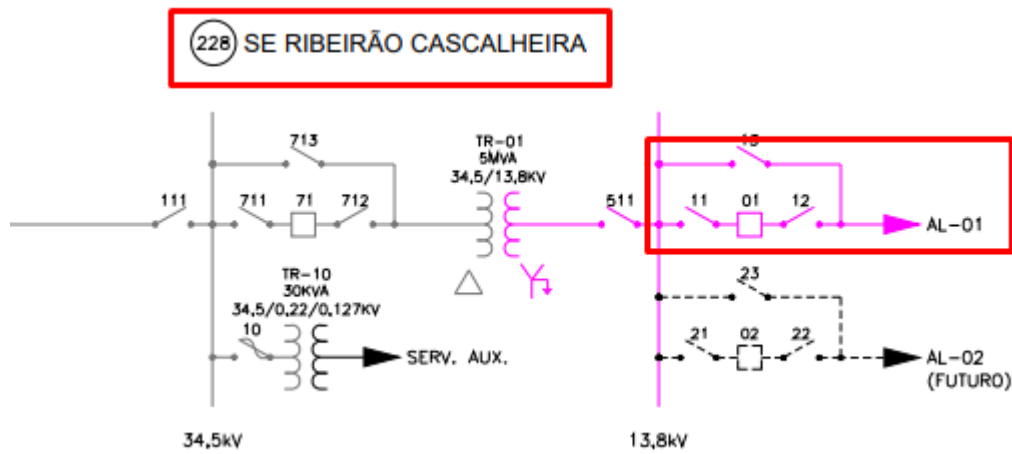 228 SE RIBEIRÃO CASCALHEIRA
713
TR-01
5MVA
34,5/13,8KV
13
111
711
71
712
511
11
01
12
AL-01
TR-10
30KVA
34,5/0,22/0,127KV
10
SERV. AUX.
23
21
02
22
AL-02
(FUTURO)
34,5kV
13,8kV